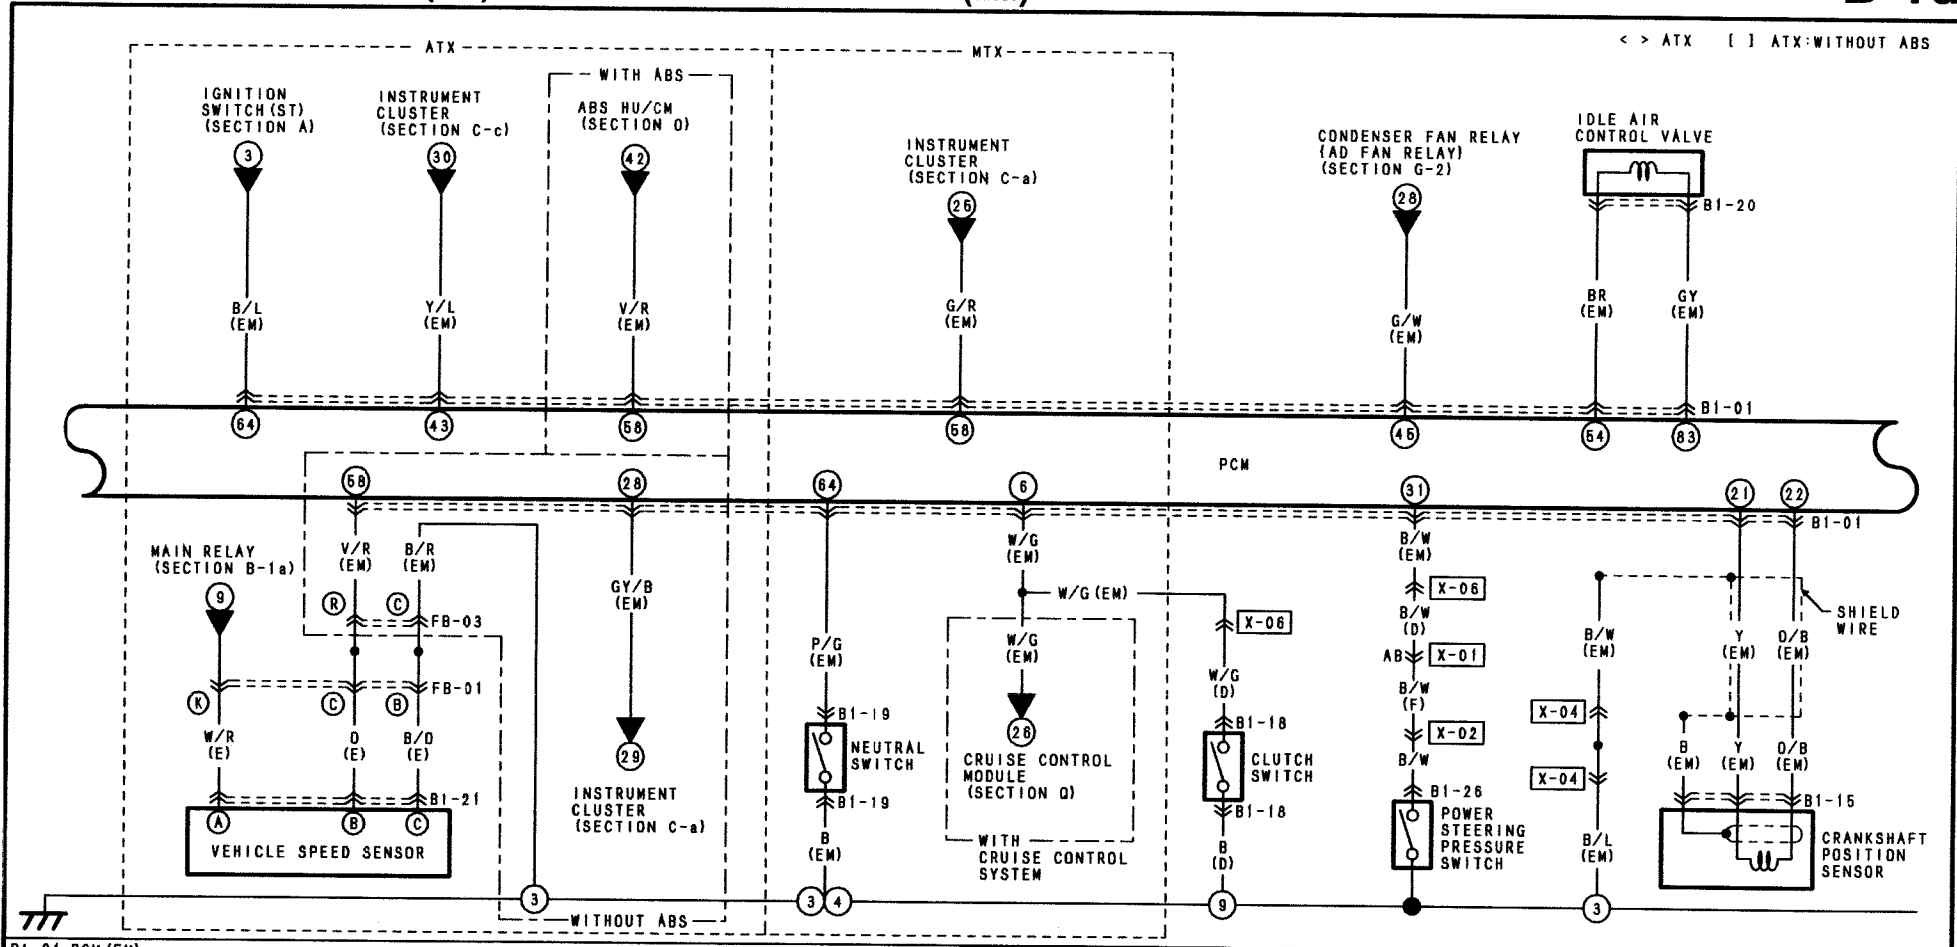 < > ATX [ ] ATX:WITHOUT ABS
ATX
MTX
WITH ABS
IGNITION
SWITCH(ST)
(SECTION A)
3
INSTRUMENT
CLUSTER
(SECTION C-c)
30
ABS HU/CM
(SECTION O)
42
INSTRUMENT
CLUSTER
(SECTION C-a)
26
CONDENSER FAN RELAY
(AD FAN RELAY)
(SECTION G-2)
28
IDLE AIR
CONTROL VALVE
B1-20
B/L
(EM)
Y/L
(EM)
V/R
(EM)
G/R
(EM)
G/W
(EM)
BR
(EM)
GY
(EM)
B1-01
64
43
58
58
45
54
83
PCM
58
28
64
6
31
21
22
B1-01
MAIN RELAY
(SECTION B-1a)
9
V/R
(EM)
B/R
(EM)
R
C
FB-03
K
C
B
FB-01
W/R
(E)
O
(E)
B/O
(E)
B1-21
A
B
C
VEHICLE SPEED SENSOR
GY/B
(EM)
29
INSTRUMENT
CLUSTER
(SECTION C-a)
WITHOUT ABS
3
P/G
(EM)
B1-19
NEUTRAL
SWITCH
B1-19
B
(EM)
3
4
W/G
(EM)
W/G(EM)
W/G
(EM)
26
CRUISE CONTROL
MODULE
(SECTION Q)
WITH
CRUISE CONTROL
SYSTEM
X-06
W/G
(D)
B1-18
CLUTCH
SWITCH
B1-18
B
(D)
9
B/W
(EM)
X-06
B/W
(D)
AB
X-01
B/W
(F)
X-02
B/W
B1-26
POWER
STEERING
PRESSURE
SWITCH
B/W
(EM)
X-04
X-04
B/L
(EM)
3
SHIELD
WIRE
Y
(EM)
O/B
(EM)
B
(EM)
Y
(EM)
O/B
(EM)
B1-15
CRANKSHAFT
POSITION
SENSOR